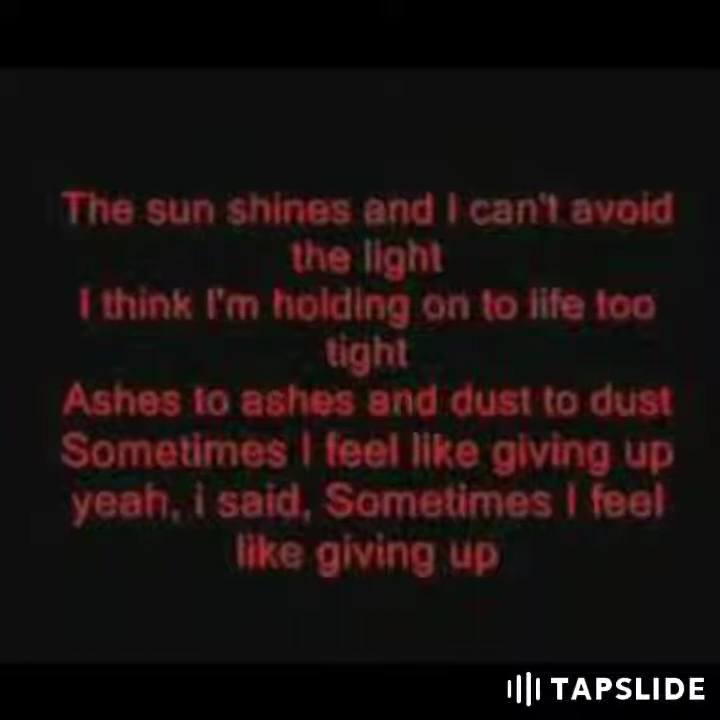 The sun shines and I can't avoid
the light
I think I'm holding on to life too
tight
Ashes to ashes and dust to dust
Sometimes I feel like giving up
yeah, i said, Sometimes I feel
like giving up
TAPSLIDE